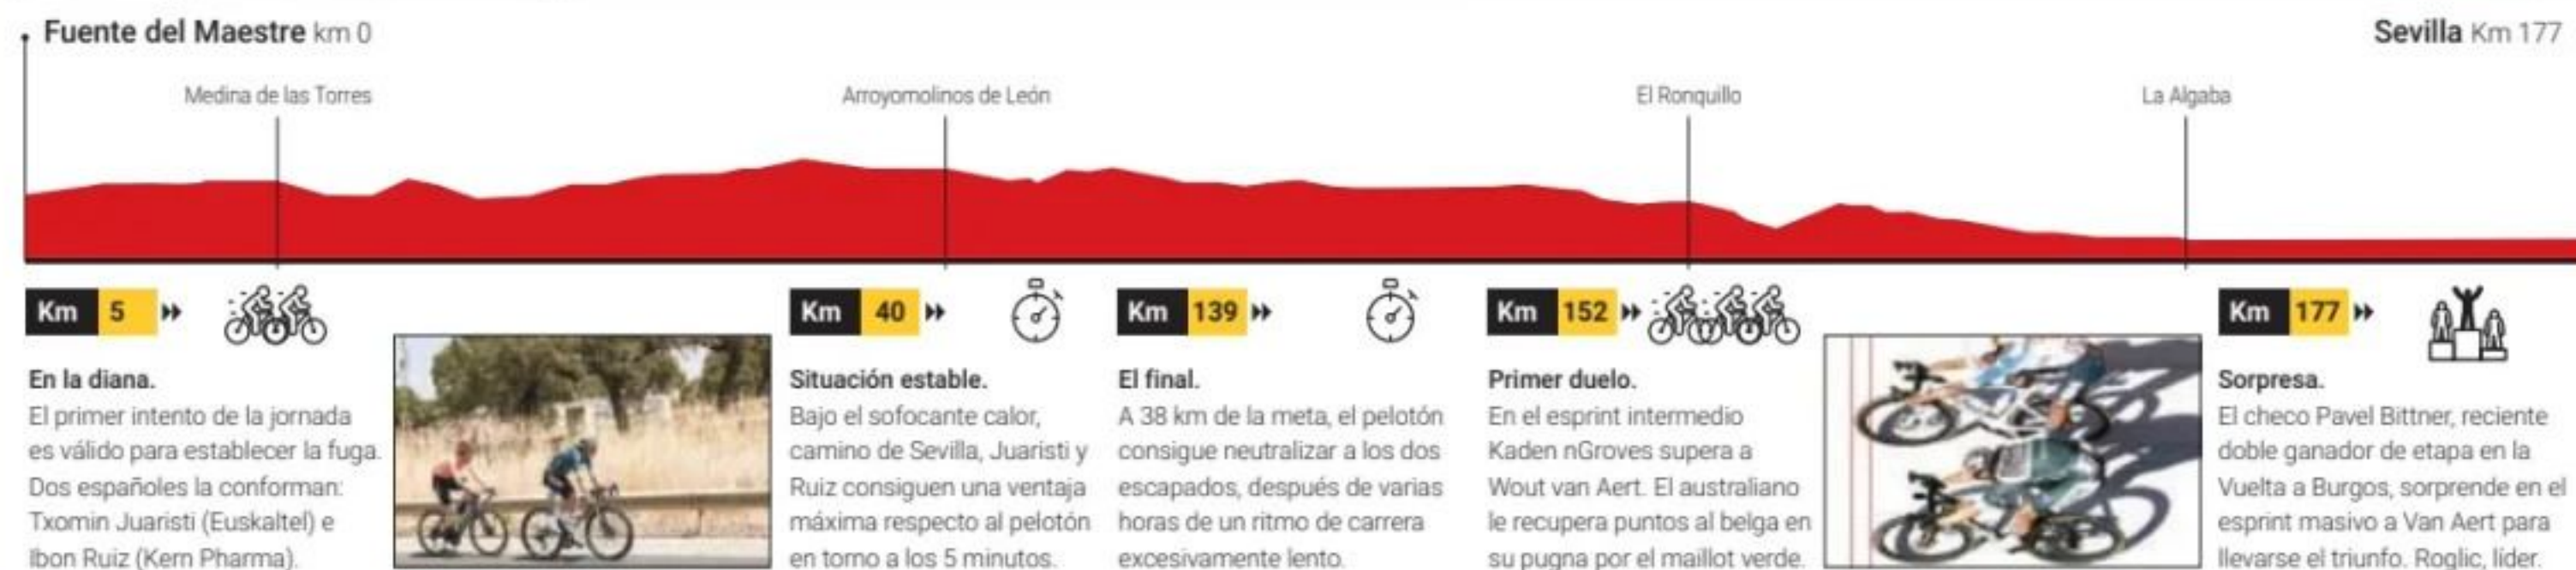 Fuente del Maestre km 0
Sevilla Km 177
Medina de las Torres
Arroyomolinos de León
El Ronquillo
La Algaba
Km 5
En la diana.
El primer intento de la jornada
es válido para establecer la fuga.
Dos españoles la conforman:
Txomin Juaristi (Euskaltel) e
Ibon Ruiz (Kern Pharma).
Km 40
Situación estable.
Bajo el sofocante calor,
camino de Sevilla, Juaristi y
Ruiz consiguen una ventaja
máxima respecto al pelotón
en torno a los 5 minutos.
Km 139
El final.
A 38 km de la meta, el pelotón
consigue neutralizar a los dos
escapados, después de varias
horas de un ritmo de carrera
excesivamente lento.
Km 152
Primer duelo.
En el esprint intermedio
Kaden nGroves supera a
Wout van Aert. El australiano
le recupera puntos al belga en
su pugna por el maillot verde.
Km 177
Sorpresa.
El checo Pavel Bittner, reciente
doble ganador de etapa en la
Vuelta a Burgos, sorprende en el
esprint masivo a Van Aert para
llevarse el triunfo. Roglic, líder.